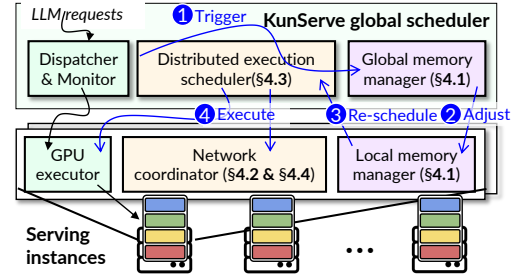 LLM requests
KunServe global scheduler
1 Trigger
Dispatcher
& Monitor
Distributed execution
scheduler(§4.3)
Global memory
manager (§4.1)
4 Execute
3 Re-schedule
2 Adjust
GPU
executor
Network
coordinator (§4.2 & §4.4)
Local memory
manager (§4.1)
Serving
instances
...